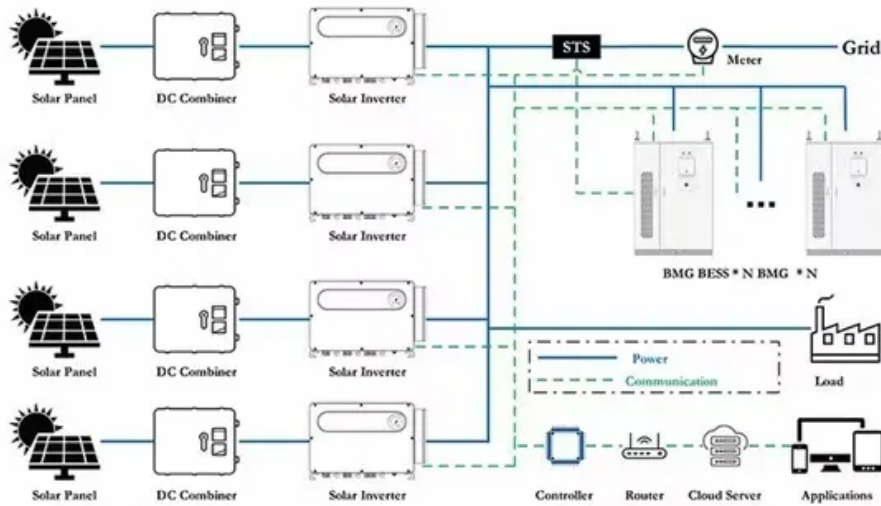 STS
Meter
Grid
Solar Panel
DC Combiner
Solar Inverter
Solar Panel
DC Combiner
Solar Inverter
BMG BESS * N BMG * N
Solar Panel
DC Combiner
Solar Inverter
Power
Communication
Load
Solar Panel
DC Combiner
Solar Inverter
Controller
Router
Cloud Server
Applications